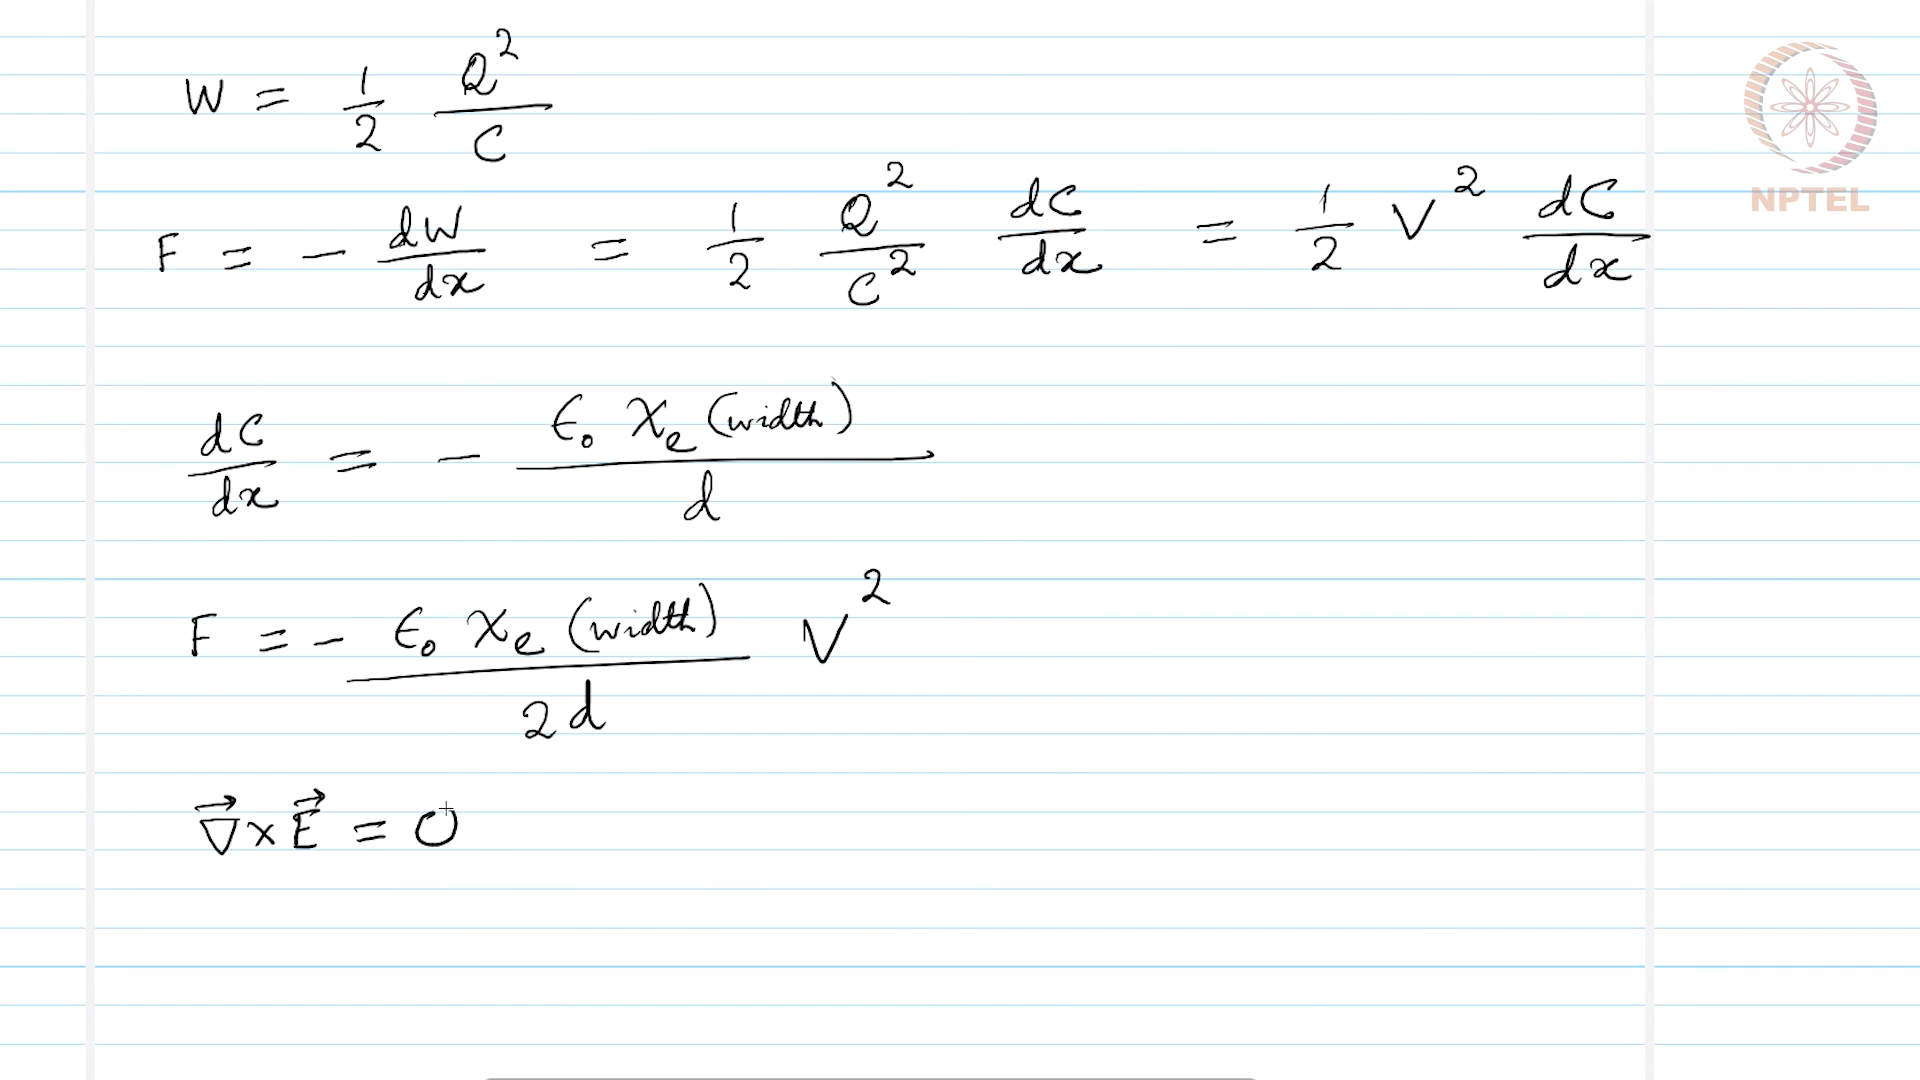 W = 1/2 Q²/C
NPTEL
F = - dW/dx = 1/2 Q²/C² dC/dx = 1/2 V² dC/dx
dC/dx = - ϵ₀ χₑ (width)/d
F = - ϵ₀ χₑ (width)/2d V²
∇⃗ × E⃗ = 0